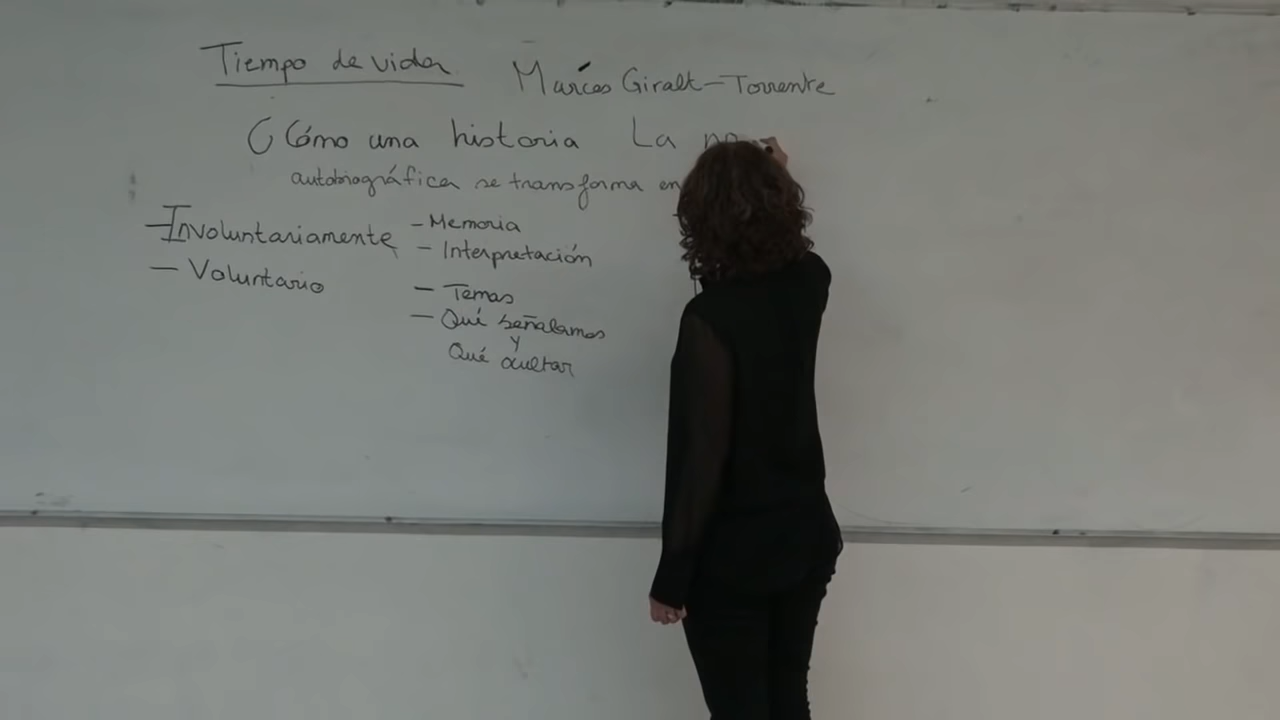 Tiempo de vida Marcos Giralt-Torrente
¿Cómo una historia La
autobiográfica se transforma en
-Involuntariamente - Memoria
- Interpretación
- Voluntario
- Temas
- Qué señalamos
y
Qué ocultar